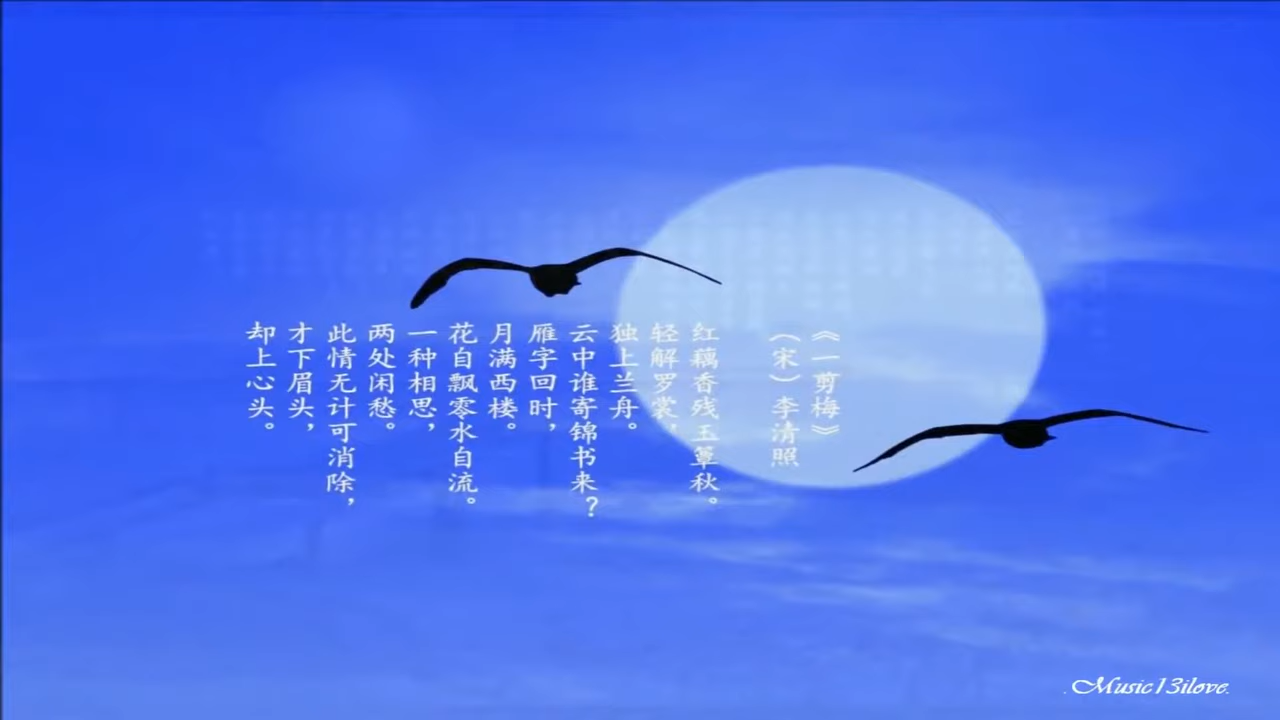 《一剪梅》
（宋）李清照
红藕香残玉簟秋。
轻解罗裳，
独上兰舟。
云中谁寄锦书来？
雁字回时，
月满西楼。
花自飘零水自流。
一种相思，
两处闲愁。
此情无计可消除，
才下眉头，
却上心头。
.Music13ilove.